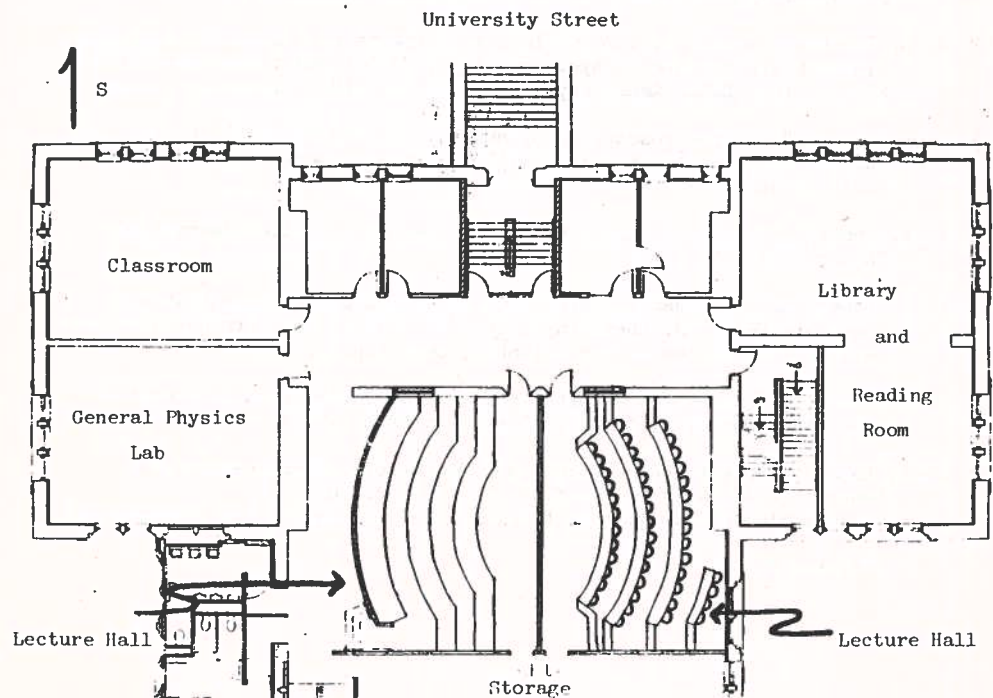 University Street
S
Classroom
Library
and
Reading
Room
General Physics
Lab
Lecture Hall
Lecture Hall
Storage